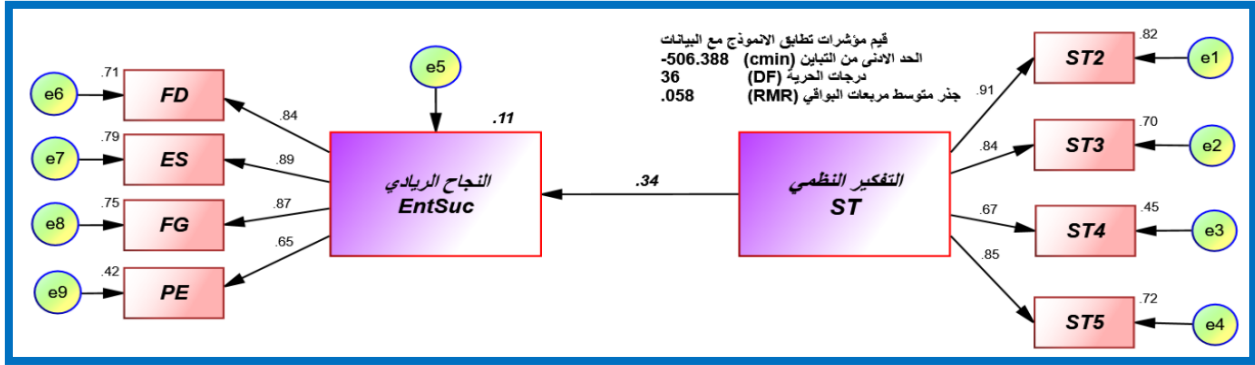 قيم مؤشرات تطابق الانموذج مع البيانات
الحد الادنى من التباين (cmin) -506.388
درجات الحرية (DF) 36
جذر متوسط مربعات البواقي (RMR) .058
e5
.11
النجاح الريادي
EntSuc
.34
التفكير النظمي
ST
e6
.71
FD
.84
e7
.79
ES
.89
e8
.75
FG
.87
e9
.42
PE
.65
.91
ST2
.82
e1
.84
ST3
.70
e2
.67
ST4
.45
e3
.85
ST5
.72
e4